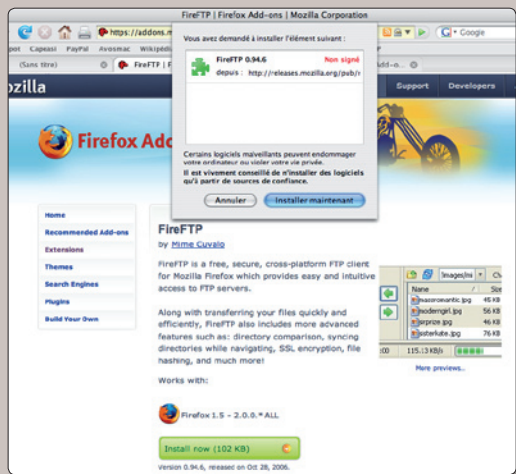 FireFTP | Firefox Add-ons | Mozilla Corporation
https://addons.m
Google
pot Capeasi PayPal Avosmac Wikipédi
(Sans titre)
FireFTP | F
Add-o...
Vous avez demandé à installer l'élément suivant :
FireFTP 0.94.6 Non signé
depuis : http://releases.mozilla.org/pub/r
Certains logiciels malveillants peuvent endommager
votre ordinateur ou violer votre vie privée.
Il est vivement conseillé de n'installer des logiciels
qu'à partir de sources de confiance.
Annuler
Installer maintenant
ozilla
Support Developers
Firefox Add
Home
Recommended Add-ons
Extensions
Themes
Search Engines
Plugins
Build Your Own
FireFTP
by Mime Cuvalo
FireFTP is a free, secure, cross-platform FTP client
for Mozilla Firefox which provides easy and intuitive
access to FTP servers.
Along with transferring your files quickly and
efficiently, FireFTP also includes more advanced
features such as: directory comparison, syncing
directories while navigating, SSL encryption, file
hashing, and much more!
Works with:
Firefox 1.5 - 2.0.0.* ALL
Install now (102 KB)
Version 0.94.6, released on Oct 28, 2006.
Name
massromantic.jpg 45 KB
moderngirl.jpg 56 KB
surprize.jpg 46 KB
sisterkate.jpg 76 KB
:00 115.13 KB/s
More previews...